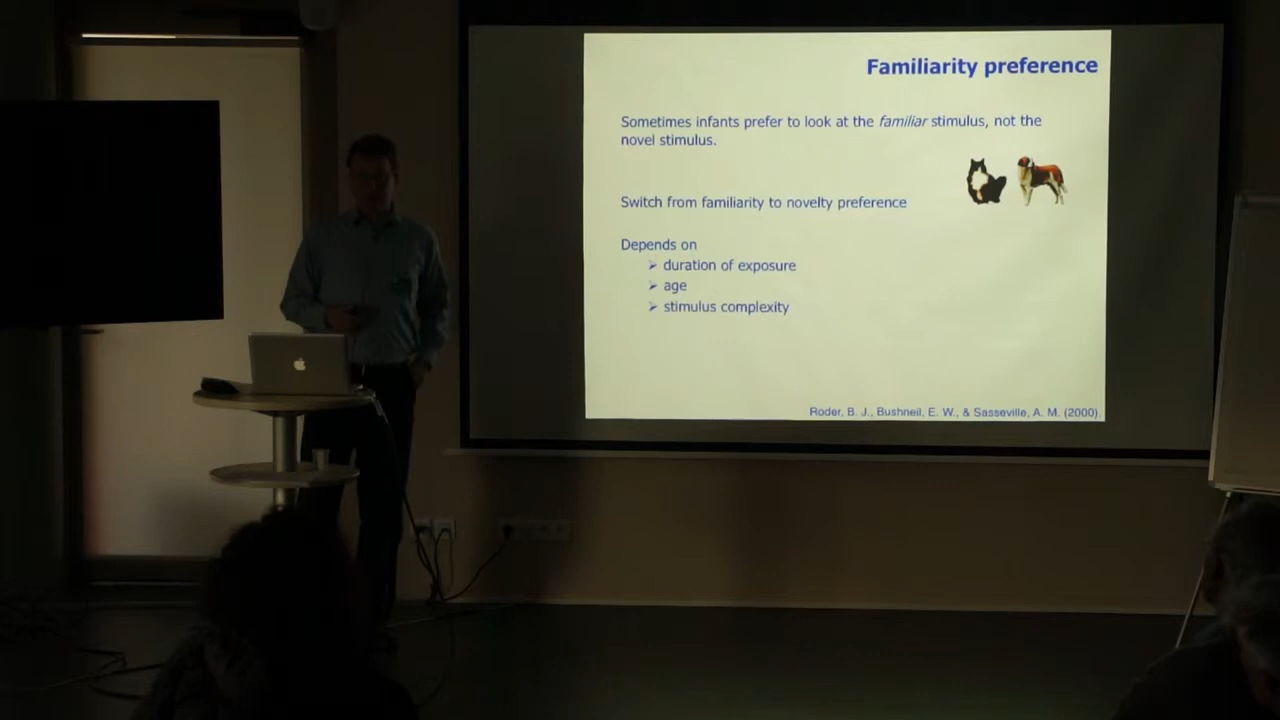 Familiarity preference
Sometimes infants prefer to look at the familiar stimulus, not the
novel stimulus.
Switch from familiarity to novelty preference
Depends on
➢ duration of exposure
➢ age
➢ stimulus complexity
Roder, B. J., Bushneil, E. W., & Sasseville, A. M. (2000)